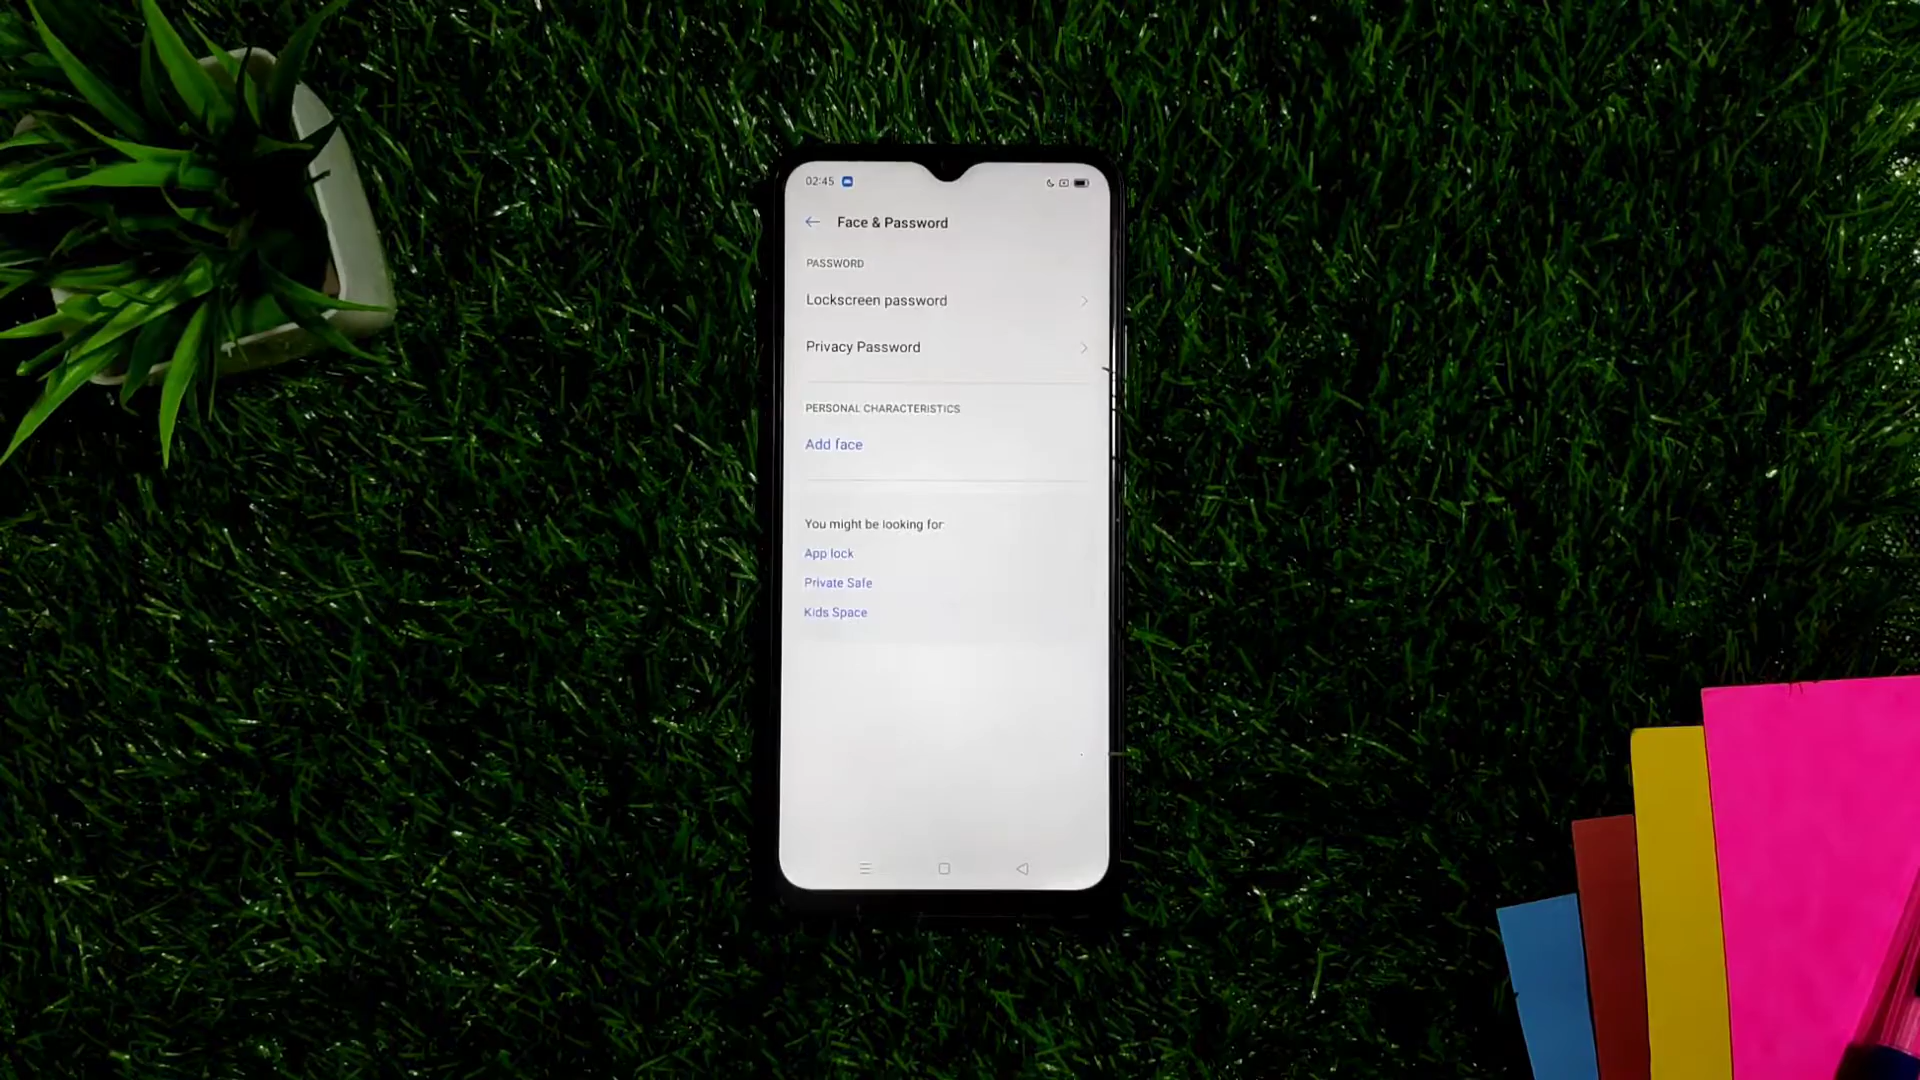 02:45
Face & Password
PASSWORD
Lockscreen password
Privacy Password
PERSONAL CHARACTERISTICS
Add face
You might be looking for
App lock
Private Safe
Kids Space